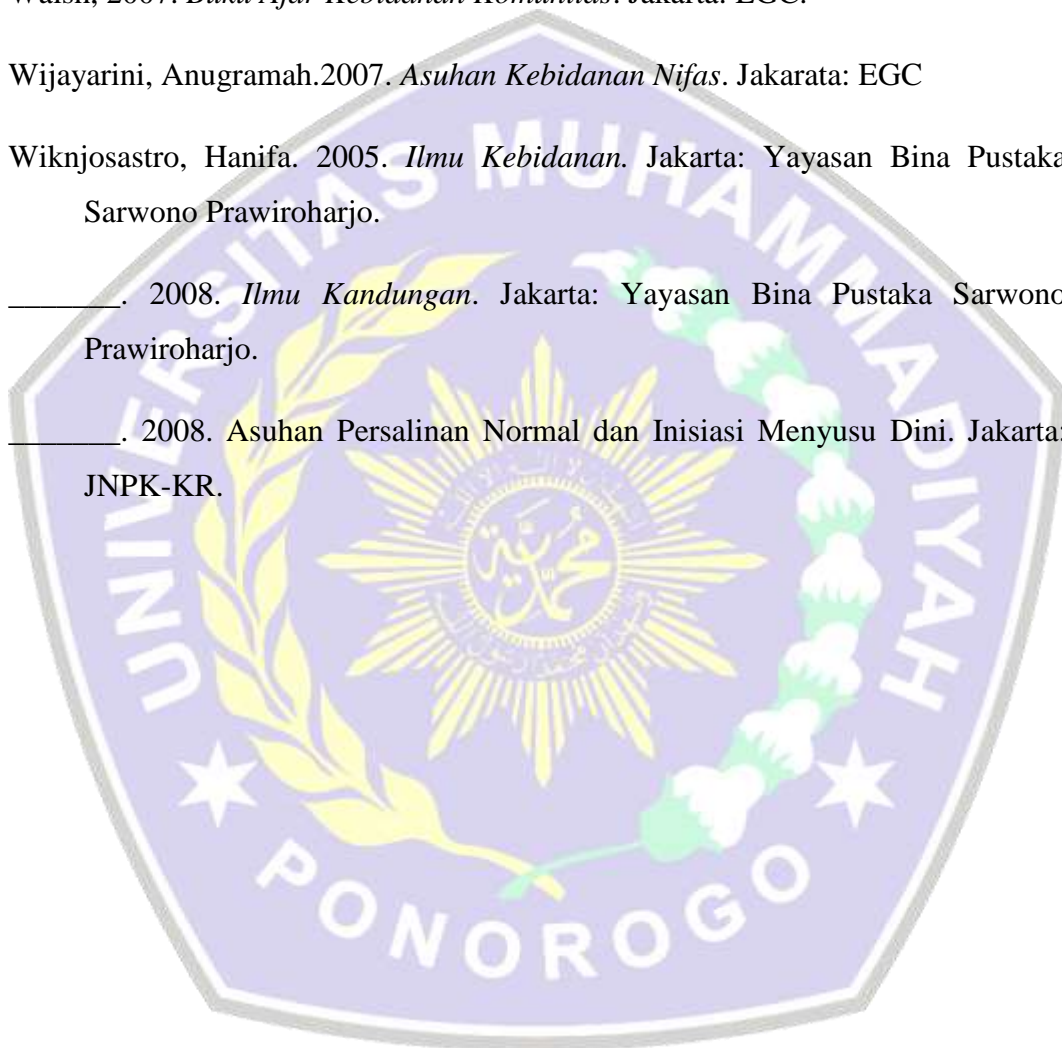 Walsh, 2007. Buku Ajar Kebidanan Komunitas. Jakarta: EGC.
Wijayarini, Anugramah.2007. Asuhan Kebidanan Nifas. Jakarata: EGC
Wiknjosastro, Hanifa. 2005. Ilmu Kebidanan. Jakarta: Yayasan Bina Pustaka
Sarwono Prawiroharjo.
_______. 2008. Ilmu Kandungan. Jakarta: Yayasan Bina Pustaka Sarwono
Prawiroharjo.
_______. 2008. Asuhan Persalinan Normal dan Inisiasi Menyusu Dini. Jakarta:
JNPK-KR.
UNIVERSITAS MUHAMMADIYAH
PONOROGO